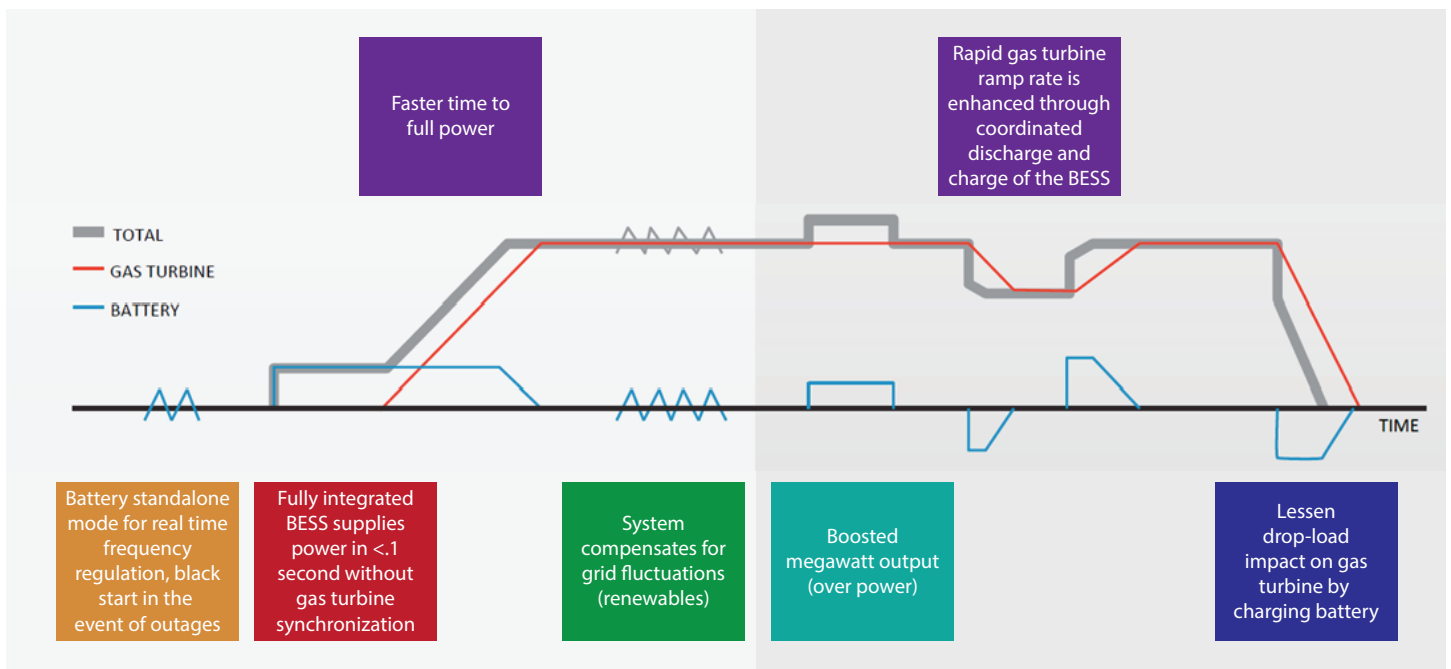 Faster time to
full power
Rapid gas turbine
ramp rate is
enhanced through
coordinated
discharge and
charge of the BESS
TOTAL
GAS TURBINE
BATTERY
TIME
Battery standalone
mode for real time
frequency
regulation, black
start in the
event of outages
Fully integrated
BESS supplies
power in <.1
second without
gas turbine
synchronization
System
compensates for
grid fluctuations
(renewables)
Boosted
megawatt output
(over power)
Lessen
drop-load
impact on gas
turbine by
charging battery